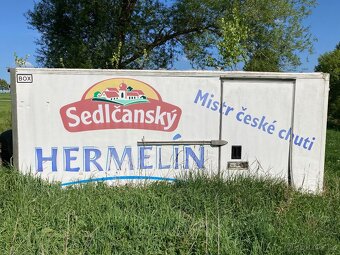 BOX
Sedlčanský
HERMELÍN
Mistr české chuti